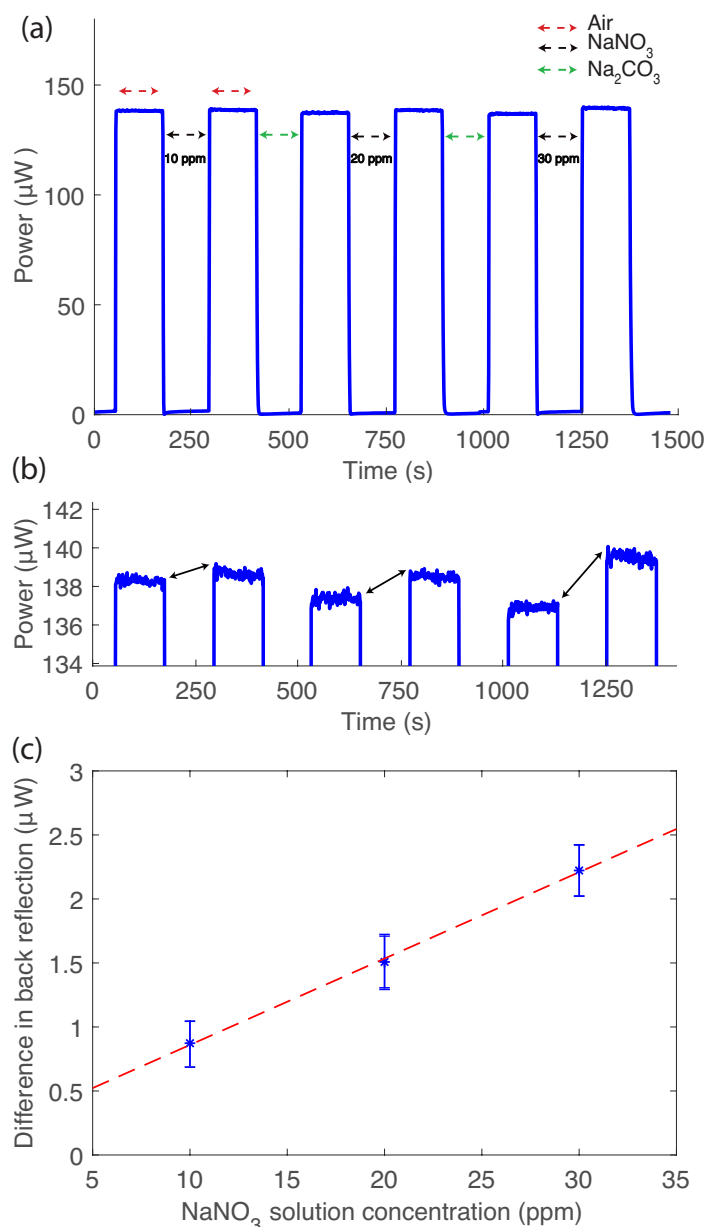 (a)
Air
NaNO3
Na2CO3
150
100
50
0
10 ppm
20 ppm
30 ppm
Power (µW)
0 250 500 750 1000 1250 1500
Time (s)
(b)
142
140
138
136
134
Power (µW)
0 250 500 750 1000 1250
Time (s)
(c)
3
2.5
2
1.5
1
0.5
0
Difference in back reflection (µ W)
5 10 15 20 25 30 35
NaNO3 solution concentration (ppm)